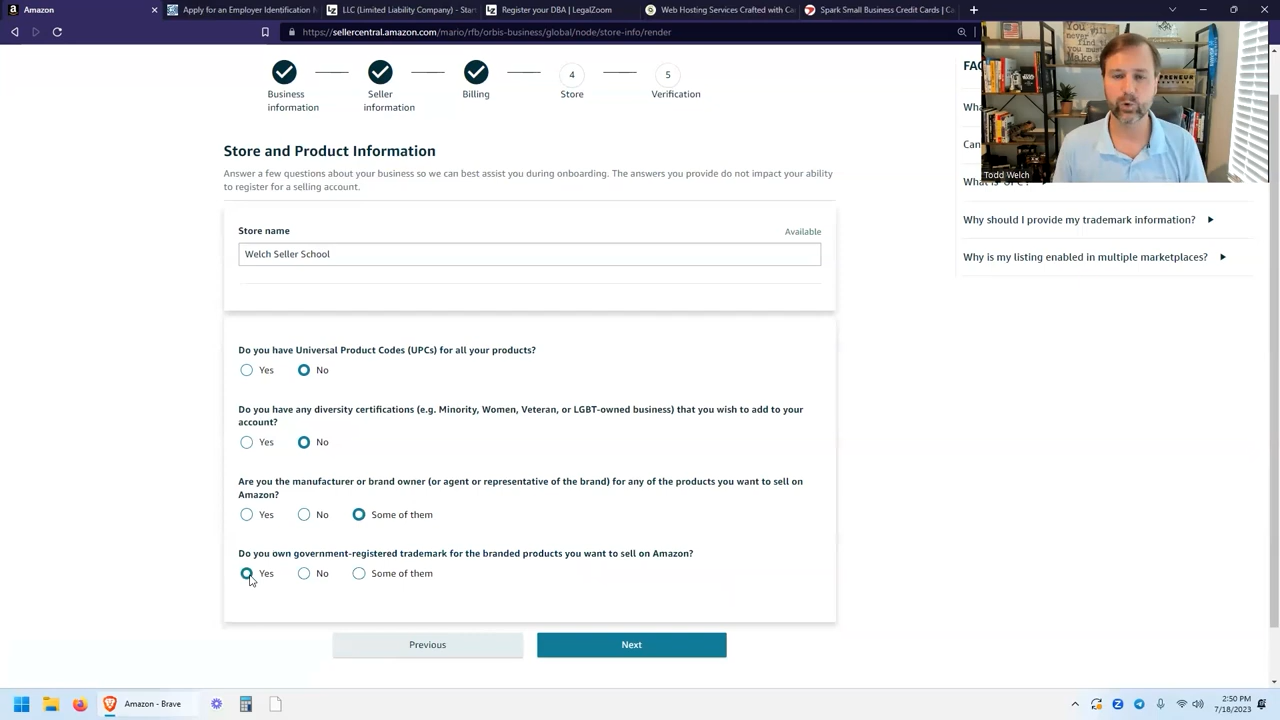 Amazon
Apply for an Employer Identification
LLC (Limited Liability Company) - Star
Register your DBA | LegalZoom
Web Hosting Services Crafted with Ca
Spark Small Business Credit Cards | C
https://sellercentral.amazon.com/mario/rfb/orbis-business/global/node/store-info/render
4
5
Business information
Seller information
Billing
Store
Verification
Store and Product Information
Answer a few questions about your business so we can best assist you during onboarding. The answers you provide do not impact your ability
to register for a selling account.
Store name
Available
Welch Seller School
Do you have Universal Product Codes (UPCs) for all your products?
Yes No
Do you have any diversity certifications (e.g. Minority, Women, Veteran, or LGBT-owned business) that you wish to add to your
account?
Yes No
Are you the manufacturer or brand owner (or agent or representative of the brand) for any of the products you want to sell on
Amazon?
Yes No Some of them
Do you own government-registered trademark for the branded products you want to sell on Amazon?
Yes No Some of them
Previous
Next
FAQ
Wha
Can
What is 'UPC'?
Why should I provide my trademark information?
Why is my listing enabled in multiple marketplaces?
Todd Welch
Amazon - Brave
2:50 PM
7/18/2023